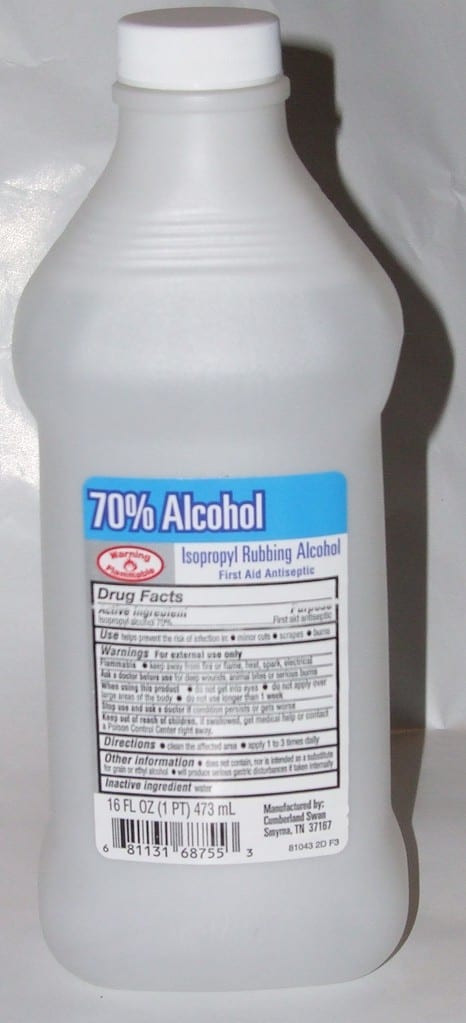 70% Alcohol
Warning
Flammable
Isopropyl Rubbing Alcohol
First Aid Antiseptic
Drug Facts
Active ingredient Purpose
Isopropyl alcohol 70% First aid antiseptic
Use helps prevent the risk of infection in: • minor cuts • scrapes • burns
Warnings For external use only
Flammable • keep away from fire or flame, heat, spark, electrical
Ask a doctor before use for deep wounds, animal bites or serious burns
When using this product • do not get into eyes • do not apply over
large areas of the body • do not use longer than 1 week
Stop use and ask a doctor if condition persists or gets worse
Keep out of reach of children. If swallowed, get medical help or contact
a Poison Control Center right away.
Directions • clean the affected area • apply 1 to 3 times daily
Other information • does not contain, nor is intended as a substitute
for grain or ethyl alcohol • will produce serious gastric disturbances if taken internally
Inactive ingredient water
16 FL OZ (1 PT) 473 mL
Manufactured by:
Cumberland Swan
Smyrna, TN 37167
81043 2D F3
6 81131 68755 3